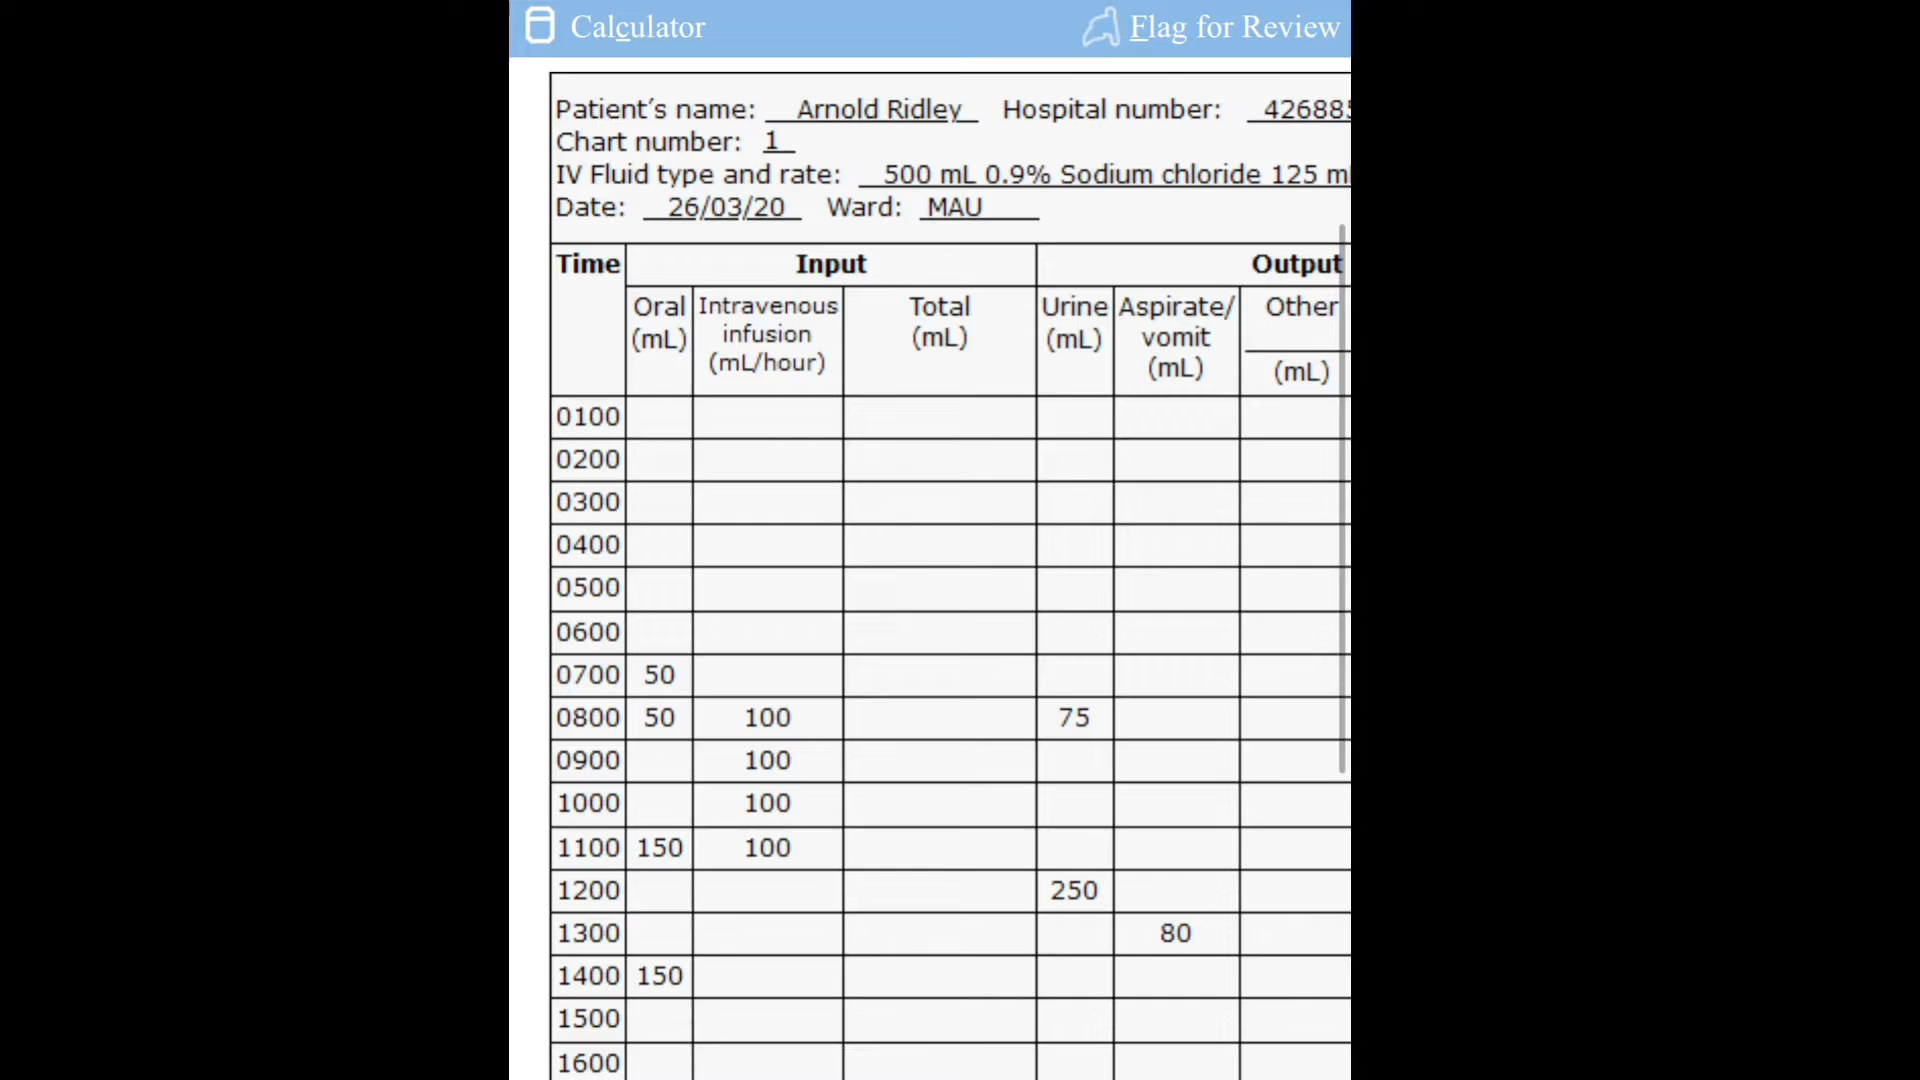 Calculator Flag for Review
Patient's name: Arnold Ridley Hospital number: 426885
Chart number: 1
IV Fluid type and rate: 500 mL 0.9% Sodium chloride 125 ml
Date: 26/03/20 Ward: MAU
Time Input Output
Oral (mL) Intravenous infusion (mL/hour) Total (mL) Urine (mL) Aspirate/ vomit (mL) Other (mL)
0100
0200
0300
0400
0500
0600
0700 50
0800 50 100 75
0900 100
1000 100
1100 150 100
1200 250
1300 80
1400 150
1500
1600